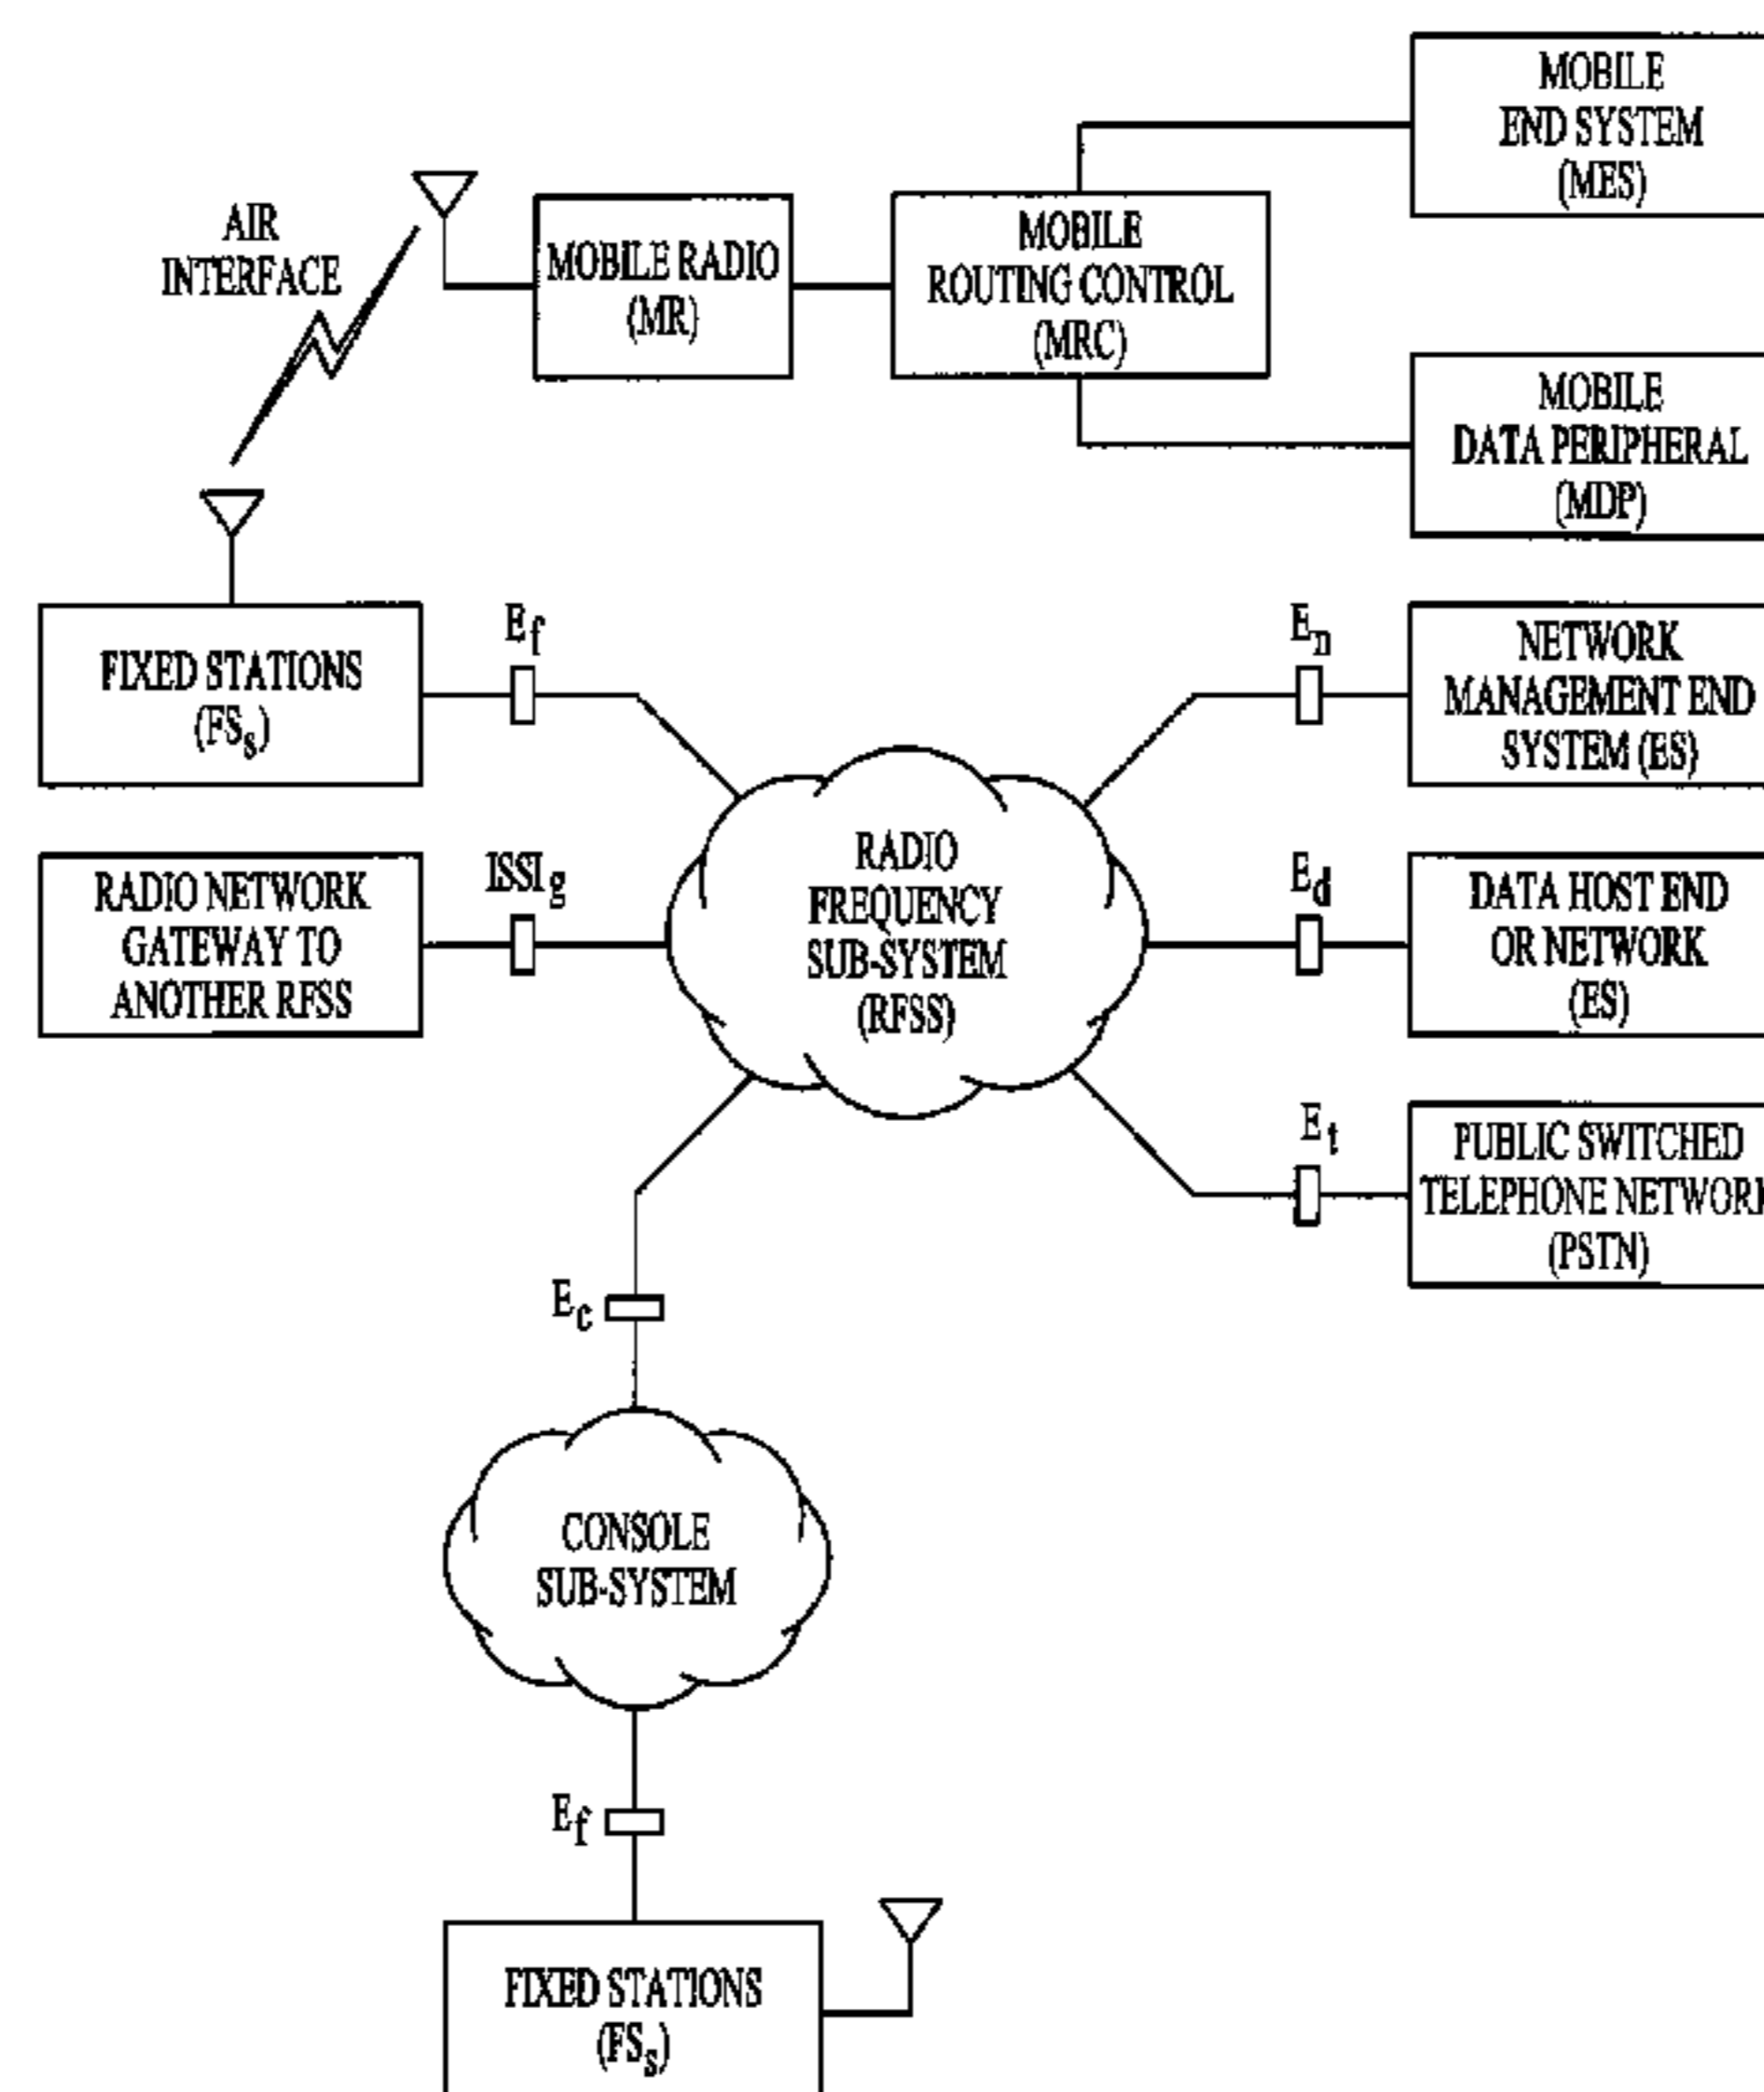 MOBILE
END SYSTEM
(MES)
AIR
INTERFACE
MOBILE RADIO
(MR)
MOBILE
ROUTING CONTROL
(MRC)
MOBILE
DATA PERIPHERAL
(MDP)
FIXED STATIONS
(FSs)
Ef
En
NETWORK
MANAGEMENT END
SYSTEM (ES)
RADIO NETWORK
GATEWAY TO
ANOTHER RFSS
ISSIg
RADIO
FREQUENCY
SUB-SYSTEM
(RFSS)
Ed
DATA HOST END
OR NETWORK
(ES)
Et
PUBLIC SWITCHED
TELEPHONE NETWORK
(PSTN)
Ec
CONSOLE
SUB-SYSTEM
Ef
FIXED STATIONS
(FSs)